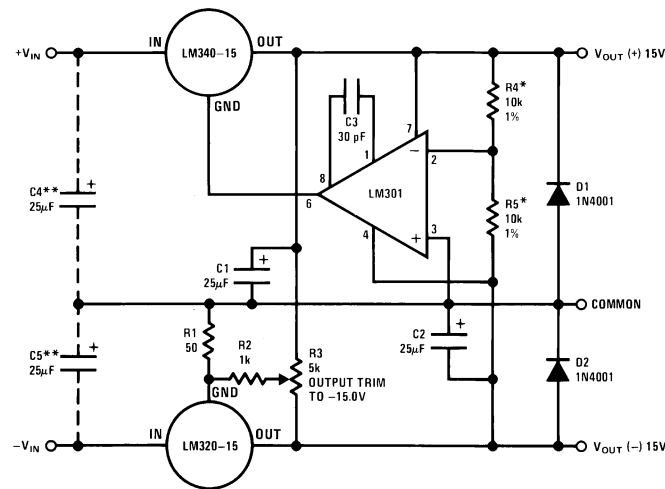 +VIN
IN
LM340-15
OUT
VOUT (+) 15V
GND
C3
30 pF
7
R4*
10k
1%
8
1
-
2
C4**
+
25μF
6
LM301
R5*
10k
1%
D1
1N4001
4
+
3
C1
+
25μF
COMMON
R1
50
R2
1k
R3
5k
OUTPUT TRIM
TO -15.0V
C2
25μF
+
C5**
+
25μF
D2
1N4001
GND
-VIN
IN
LM320-15
OUT
VOUT (-) 15V